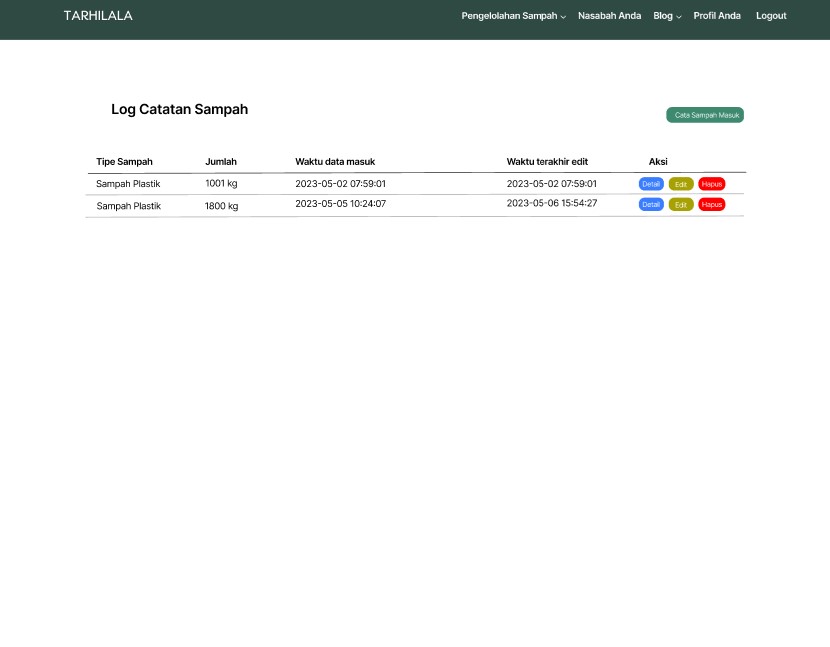 TARHILALA Pengelolahan Sampah Nasabah Anda Blog Profil Anda Logout
Log Catatan Sampah
Cata Sampah Masuk
Tipe Sampah Jumlah Waktu data masuk Waktu terakhir edit Aksi
Sampah Plastik 1001 kg 2023-05-02 07:59:01 2023-05-02 07:59:01 Detail Edit Hapus
Sampah Plastik 1800 kg 2023-05-05 10:24:07 2023-05-06 15:54:27 Detail Edit Hapus